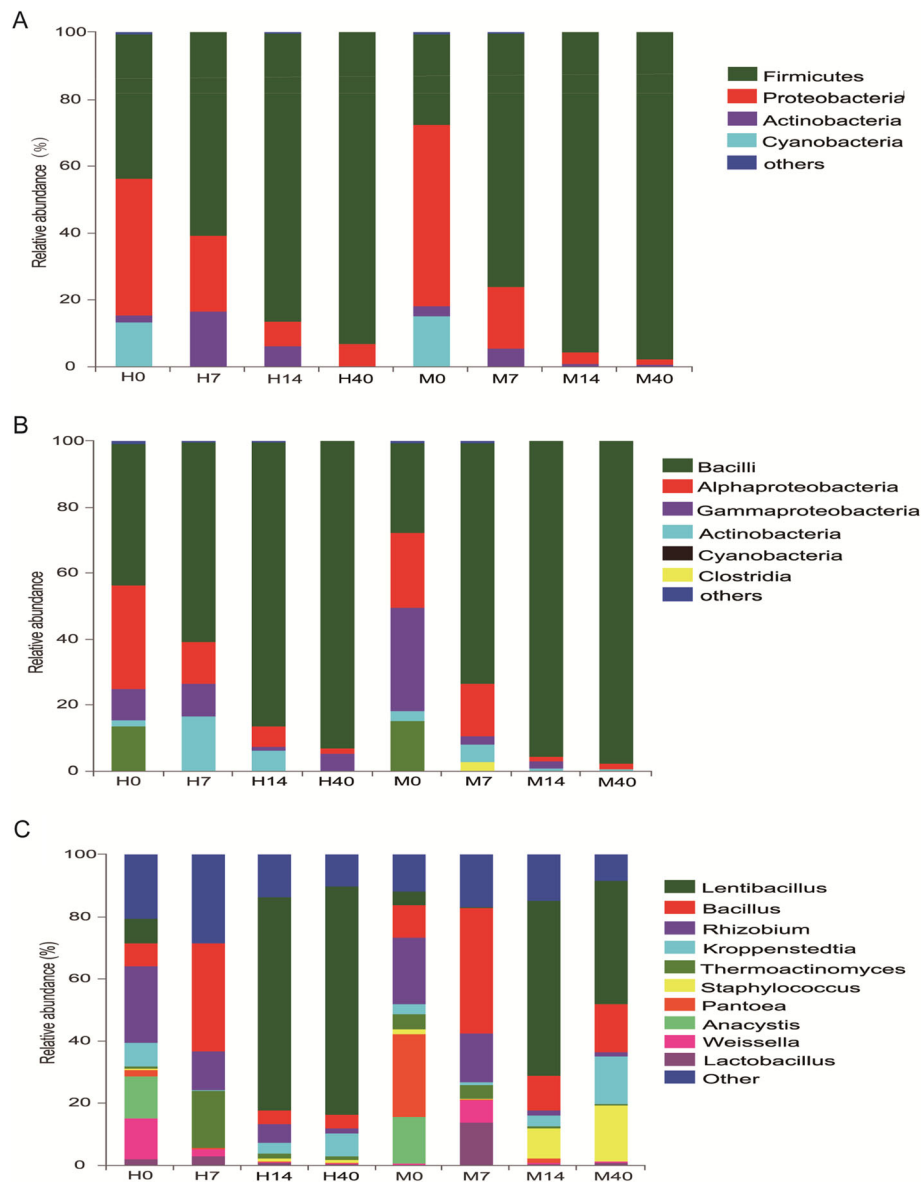 A
100
80
60
40
20
0
Relative abundance (%)
H0 H7 H14 H40 M0 M7 M14 M40
Firmicutes
Proteobacteria
Actinobacteria
Cyanobacteria
others
B
100
80
60
40
20
0
Relative abundance
H0 H7 H14 H40 M0 M7 M14 M40
Bacilli
Alphaproteobacteria
Gammaproteobacteria
Actinobacteria
Cyanobacteria
Clostridia
others
C
100
80
60
40
20
0
Relative abundance (%)
H0 H7 H14 H40 M0 M7 M14 M40
Lentibacillus
Bacillus
Rhizobium
Kroppenstedtia
Thermoactinomyces
Staphylococcus
Pantoea
Anacystis
Weissella
Lactobacillus
Other